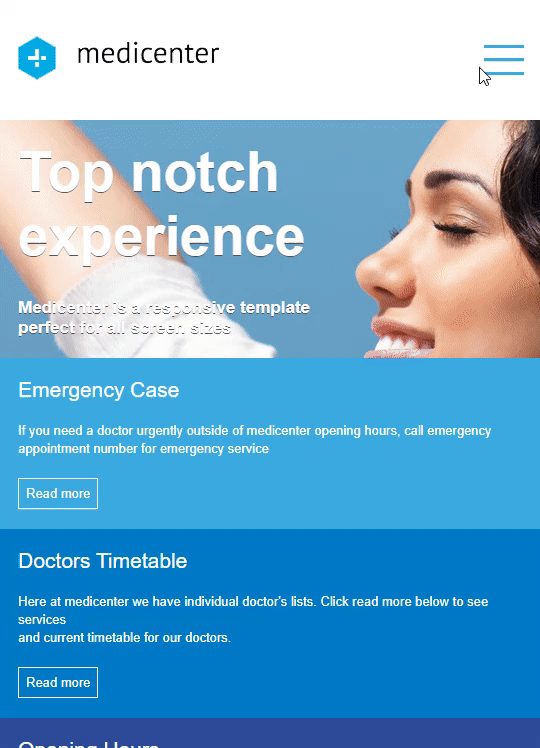 medicenter
Top notch
experience
Medicenter is a responsive template
perfect for all screen sizes
Emergency Case
If you need a doctor urgently outside of medicenter opening hours, call emergency
appointment number for emergency service
Read more
Doctors Timetable
Here at medicenter we have individual doctor's lists. Click read more below to see
services
and current timetable for our doctors.
Read more
Opening Hours